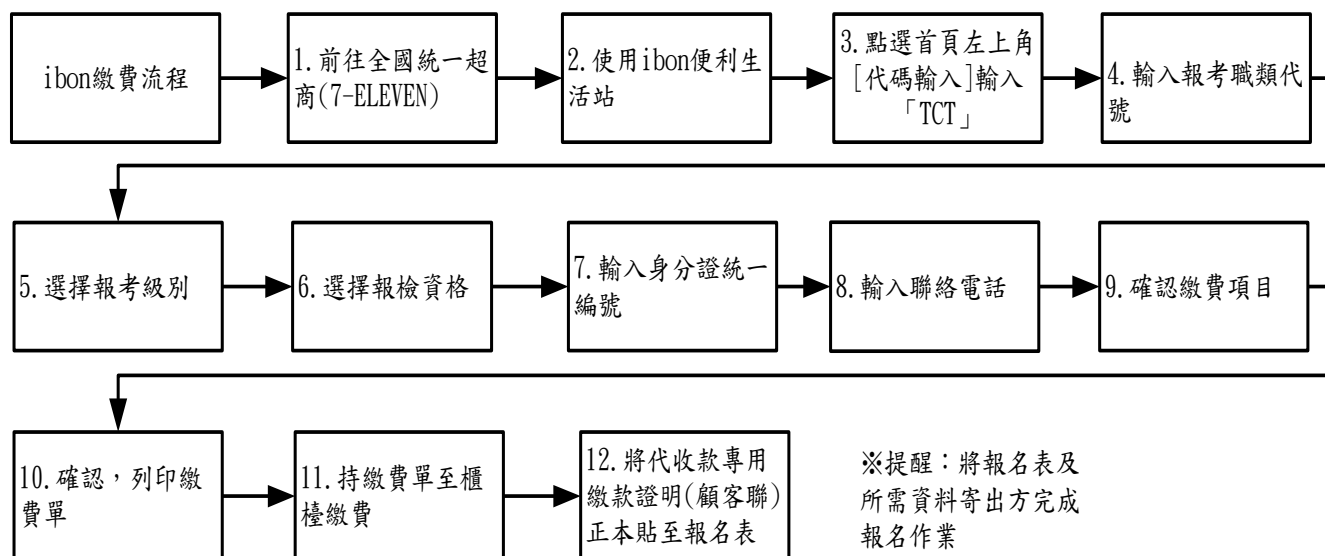 ibon繳費流程
1.前往全國統一超
商(7-ELEVEN)
2.使用ibon便利生
活站
3.點選首頁左上角
[代碼輸入]輸入
「TCT」
4.輸入報考職類代
號
5.選擇報考級別
6.選擇報檢資格
7.輸入身分證統一
編號
8.輸入聯絡電話
9.確認繳費項目
10.確認，列印繳
費單
11.持繳費單至櫃
檯繳費
12.將代收款專用
繳款證明(顧客聯)
正本貼至報名表
※提醒：將報名表及
所需資料寄出方完成
報名作業